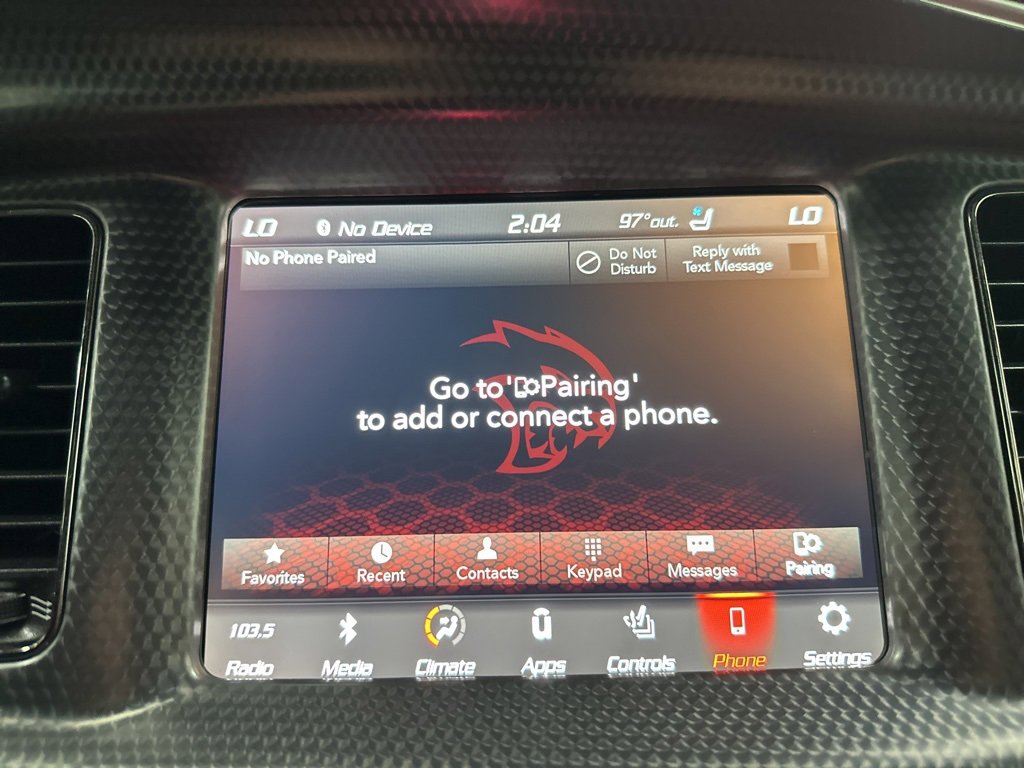 LO No Device 2:04 97°out. LO
No Phone Paired
Do Not
Disturb
Reply with
Text Message
Go to 'Pairing'
to add or connect a phone.
Favorites Recent Contacts Keypad Messages Pairing
103.5
Radio Media Climate Apps Controls Phone Settings